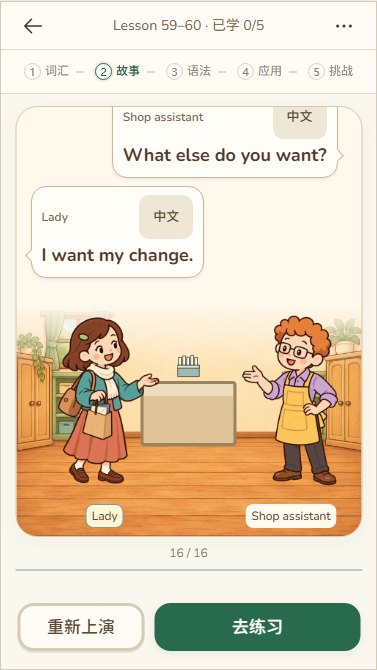 Lesson 59–60 · 已学 0/5
1 词汇 2 故事 3 语法 4 应用 5 挑战
Shop assistant 中文
What else do you want?
Lady 中文
I want my change.
Lady Shop assistant
16 / 16
重新上演 去练习